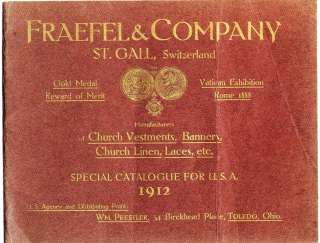 FRAEFEL & COMPANY
ST. GALL, Switzerland
Gold Medal
Reward of Merit
Vatican Exhibition
Rome 1888
Manufacturers
of Church Vestments, Banners,
Church Linen, Laces, etc.
SPECIAL CATALOGUE FOR U.S.A.
1912
U.S. Agency and Distributing Point:
WM. 34 Birckhead Place, TOLEDO, Ohio.